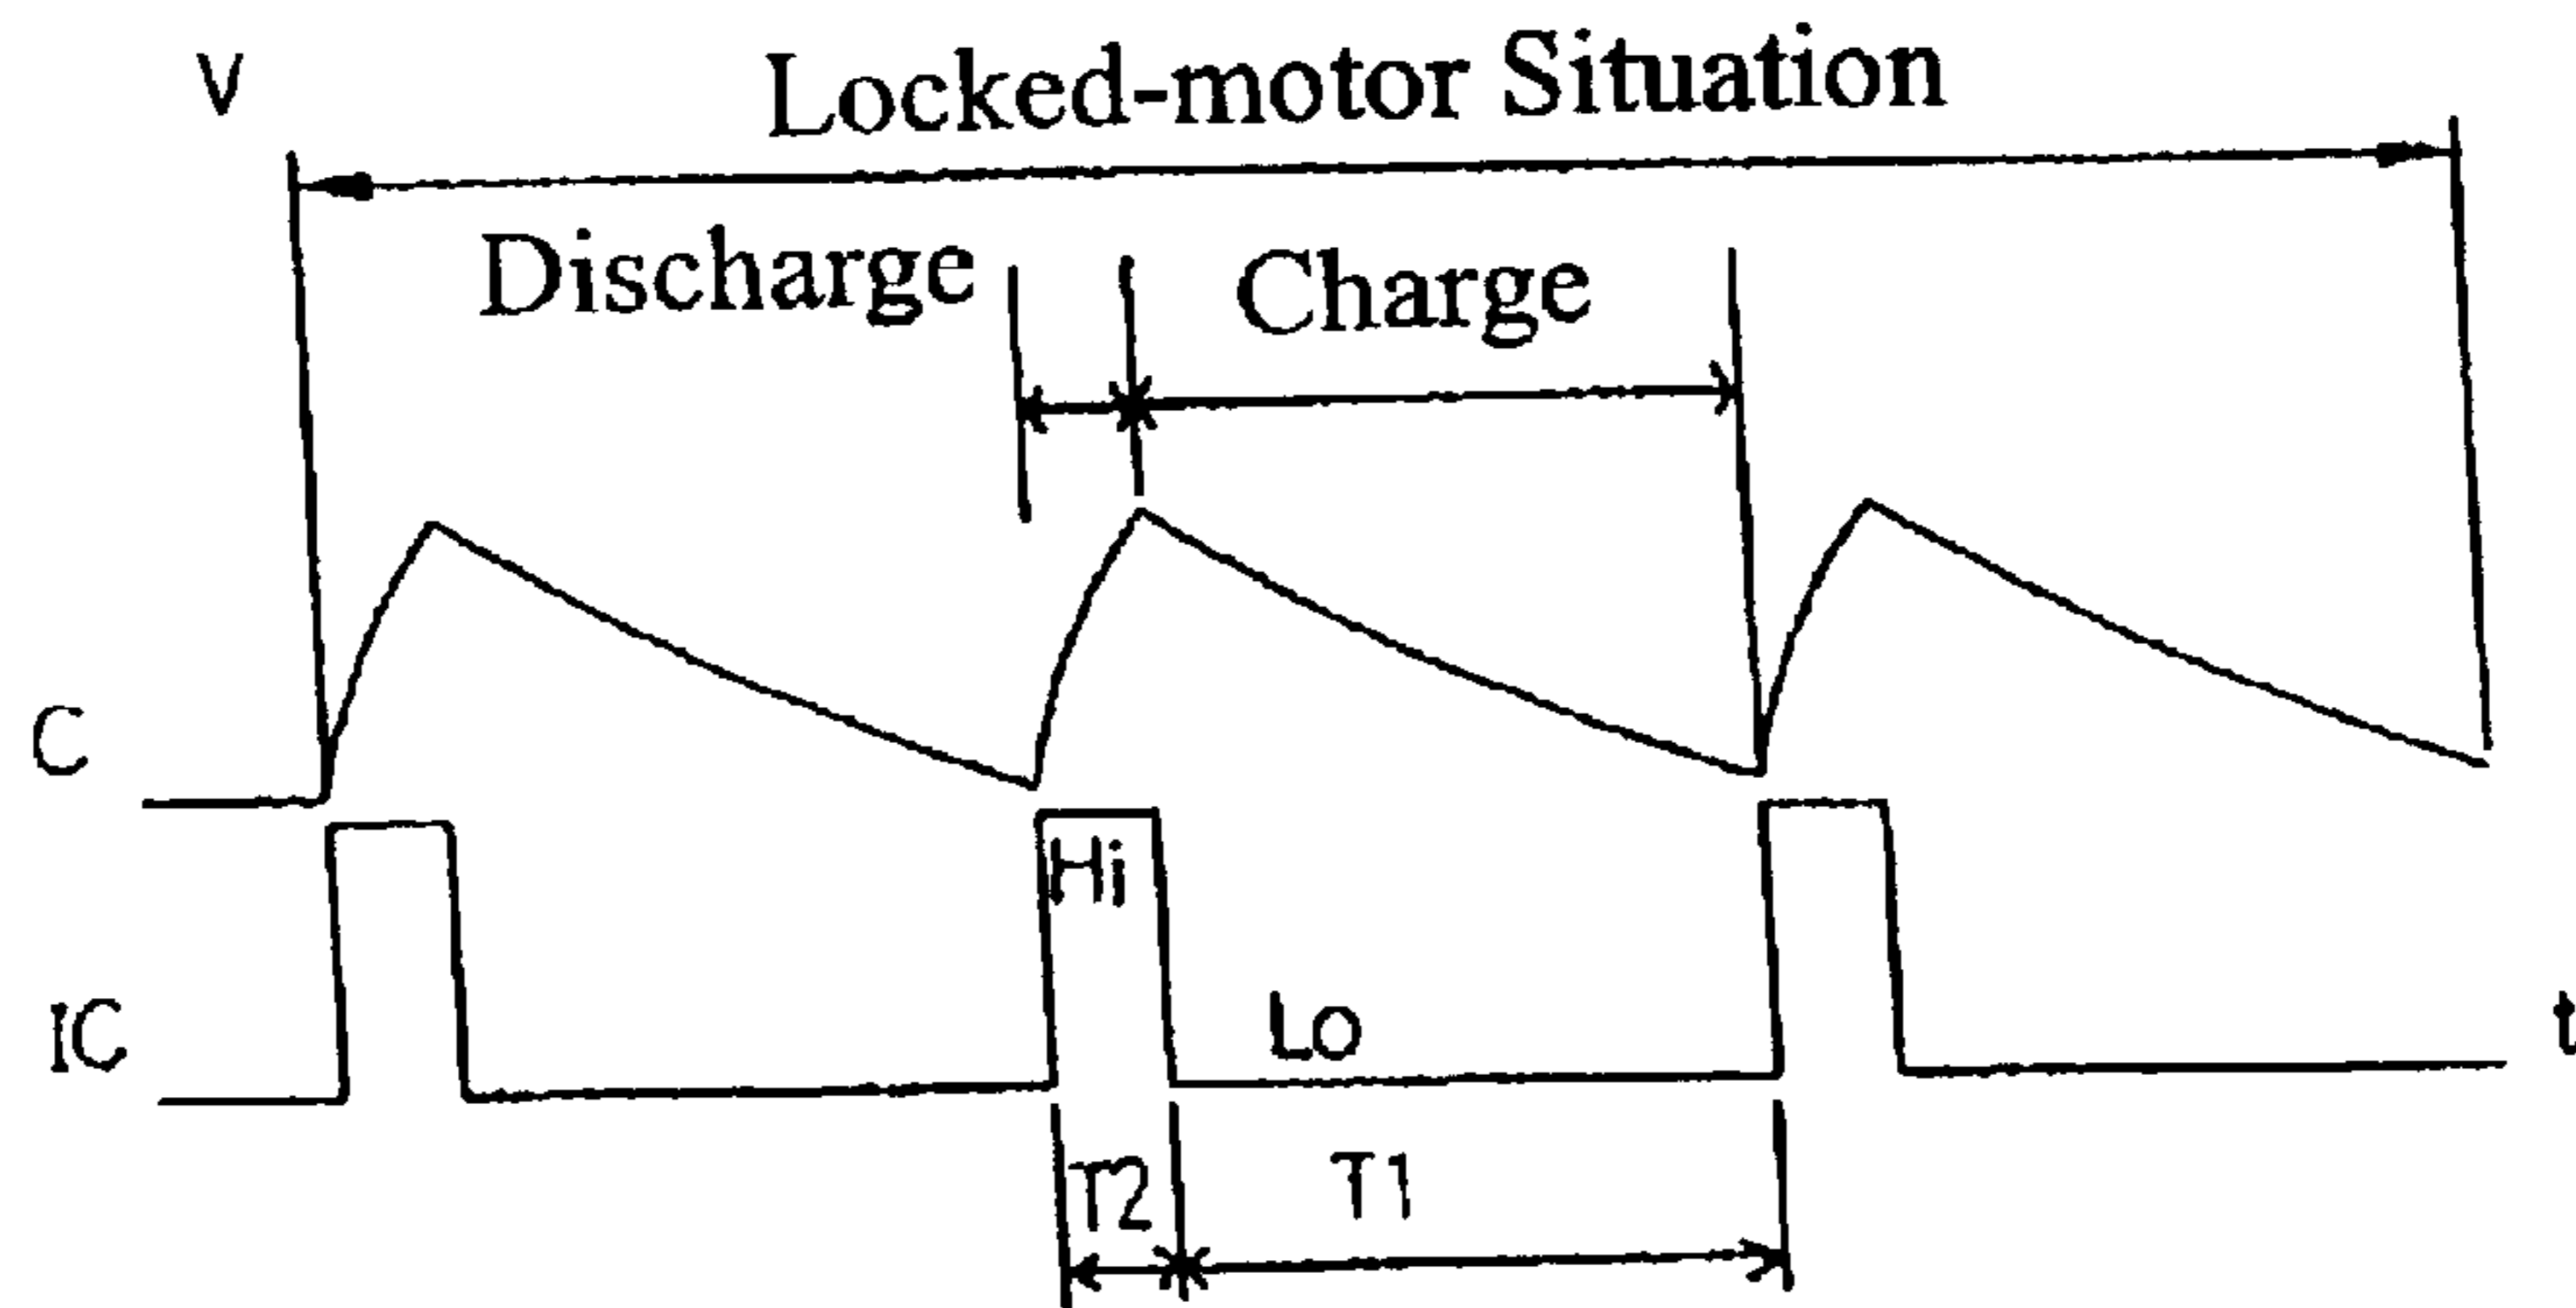 V
Locked-motor Situation
Discharge
Charge
C
Hi
IC
Lo
t
T2
T1